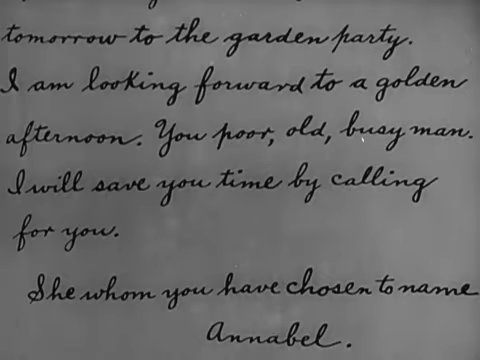 tomorrow to the garden party.
I am looking forward to a golden
afternoon. You poor, old, busy man.
I will save you time by calling
for you.
She whom you have chosen to name
Annabel.